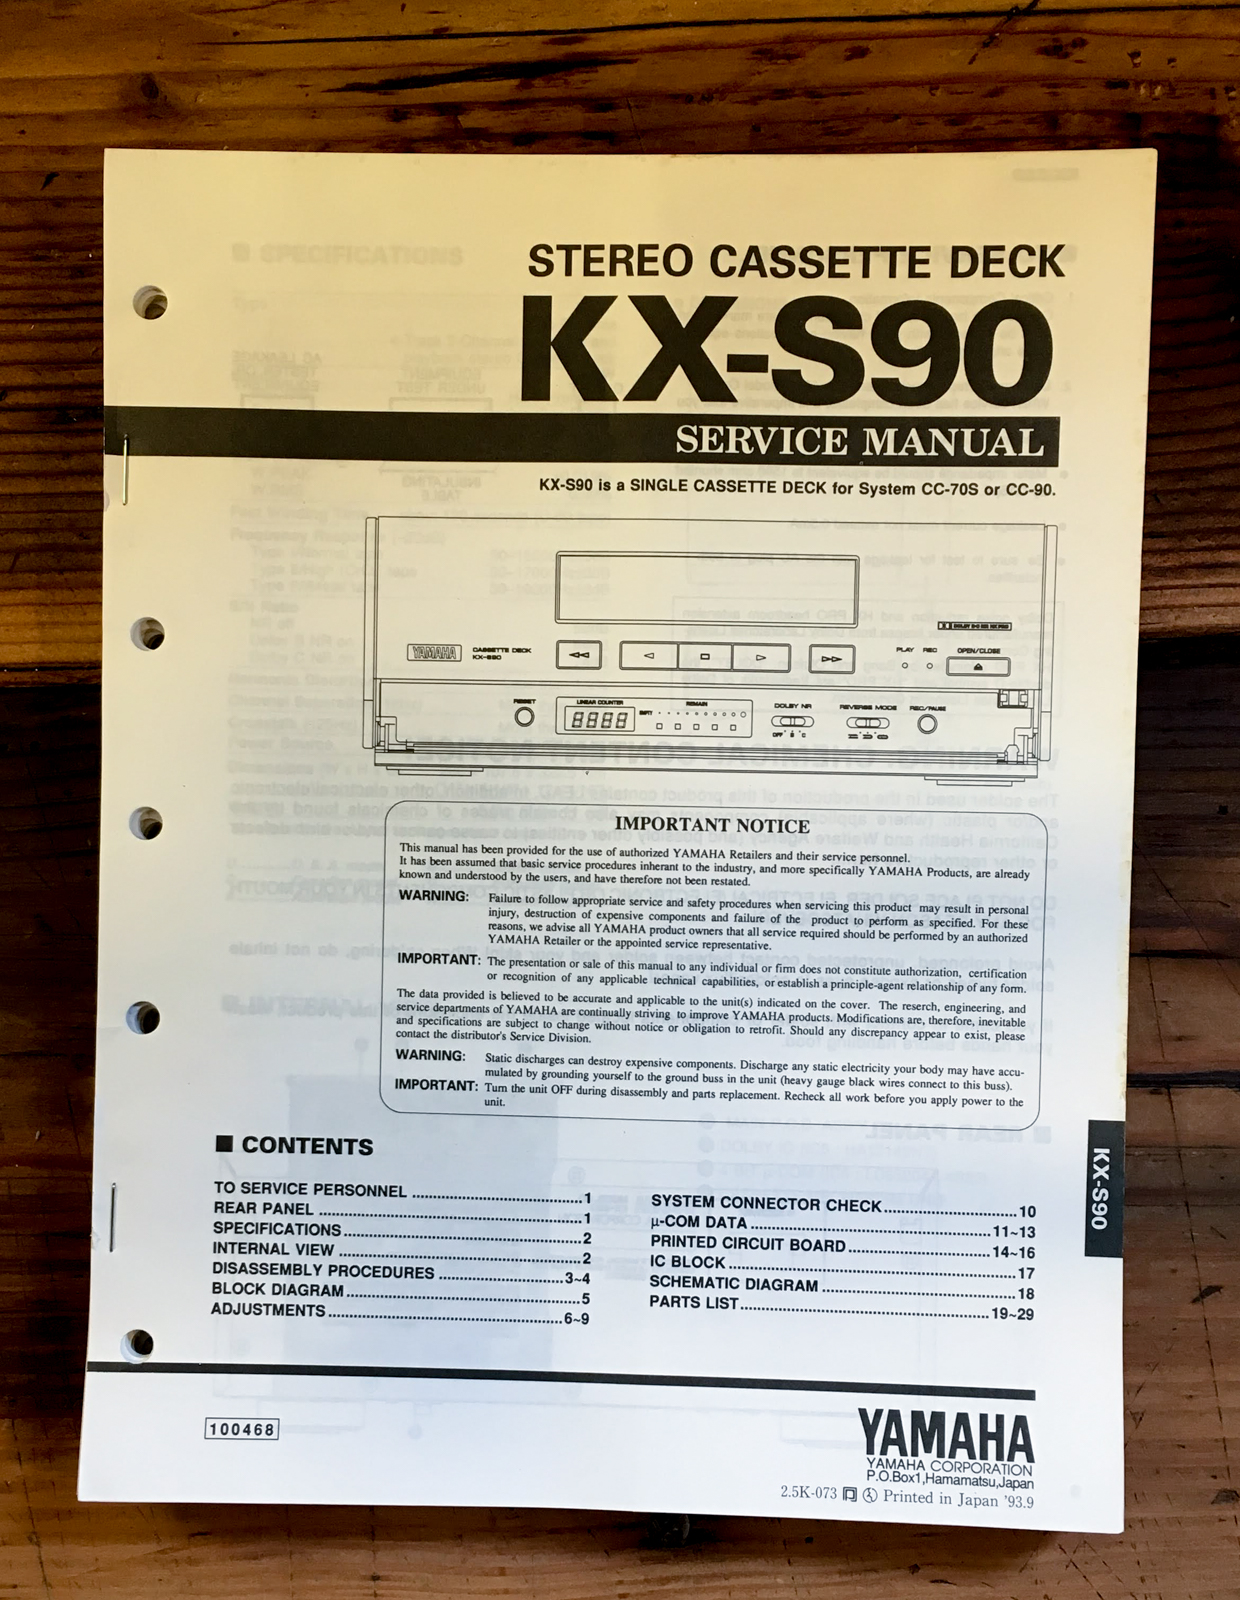 STEREO CASSETTE DECK
KX-S90
SERVICE MANUAL
KX-S90 is a SINGLE CASSETTE DECK for System CC-70S or CC-90.
DOLBY B-C NR HX PRO
YAMAHA
CASSETTE DECK
KX-S90
PLAY REC OPEN/CLOSE
RESET
LINEAR COUNTER
8888
EMPTY
REMAIN
DOLBY NR
OFF B C
REVERSE MODE
REC/PAUSE
IMPORTANT NOTICE
This manual has been provided for the use of authorized YAMAHA Retailers and their service personnel.
It has been assumed that basic service procedures inherant to the industry, and more specifically YAMAHA Products, are already
known and understood by the users, and have therefore not been restated.
WARNING: Failure to follow appropriate service and safety procedures when servicing this product may result in personal
injury, destruction of expensive components and failure of the product to perform as specified. For these
reasons, we advise all YAMAHA product owners that all service required should be performed by an authorized
YAMAHA Retailer or the appointed service representative.
IMPORTANT: The presentation or sale of this manual to any individual or firm does not constitute authorization, certification
or recognition of any applicable technical capabilities, or establish a principle-agent relationship of any form.
The data provided is believed to be accurate and applicable to the unit(s) indicated on the cover. The reserch, engineering, and
service departments of YAMAHA are continually striving to improve YAMAHA products. Modifications are, therefore, inevitable
and specifications are subject to change without notice or obligation to retrofit. Should any discrepancy appear to exist, please
contact the distributor's Service Division.
WARNING: Static discharges can destroy expensive components. Discharge any static electricity your body may have accu-
mulated by grounding yourself to the ground buss in the unit (heavy gauge black wires connect to this buss).
IMPORTANT: Turn the unit OFF during disassembly and parts replacement. Recheck all work before you apply power to the
unit.
■ CONTENTS
TO SERVICE PERSONNEL ..........1
REAR PANEL ..........1
SPECIFICATIONS ..........2
INTERNAL VIEW ..........2
DISASSEMBLY PROCEDURES ..........3~4
BLOCK DIAGRAM ..........5
ADJUSTMENTS ..........6~9
SYSTEM CONNECTOR CHECK ..........10
μ-COM DATA ..........11~13
PRINTED CIRCUIT BOARD ..........14~16
IC BLOCK ..........17
SCHEMATIC DIAGRAM ..........18
PARTS LIST ..........19~29
KX-S90
100468
YAMAHA
YAMAHA CORPORATION
P.O.Box1,Hamamatsu,Japan
2.5K-073 Printed in Japan '93.9